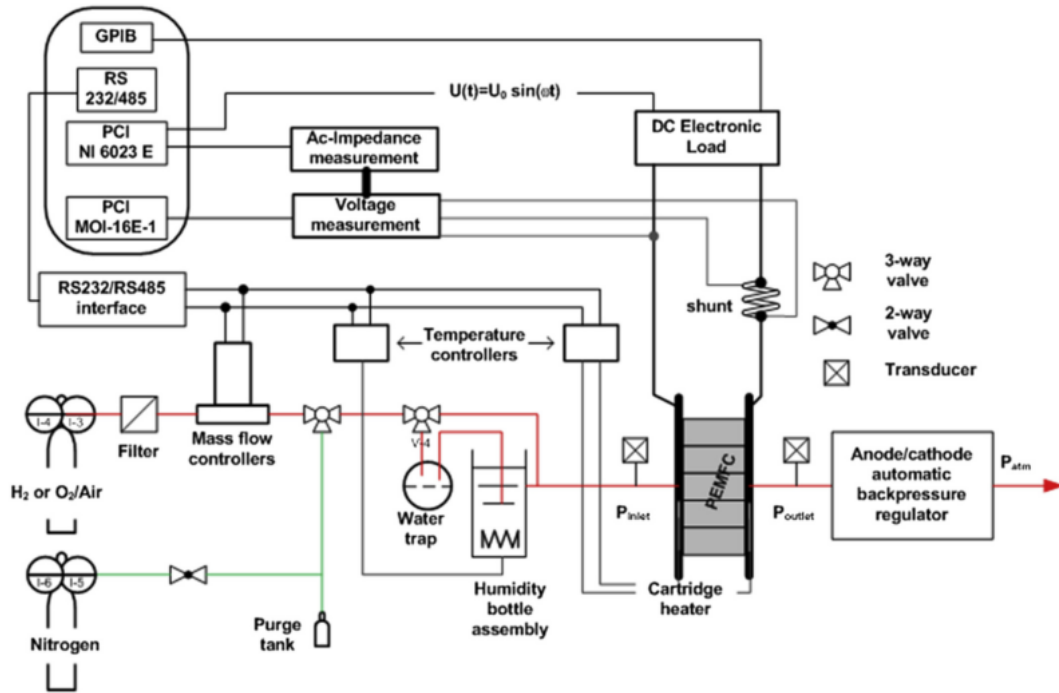 GPIB
RS
232/485
PCI
NI 6023 E
PCI
MOI-16E-1
U(t)=U₀ sin(ωt)
Ac-Impedance
measurement
Voltage
measurement
DC Electronic
Load
RS232/RS485
interface
shunt
3-way
valve
2-way
valve
Transducer
Temperature
controllers
I-4
I-3
Filter
Mass flow
controllers
V-4
H₂ or O₂/Air
Water
trap
P inlet
PEMFC
P outlet
Anode/cathode
automatic
backpressure
regulator
P atm
I-6
I-5
Nitrogen
Purge
tank
Humidity
bottle
assembly
Cartridge
heater